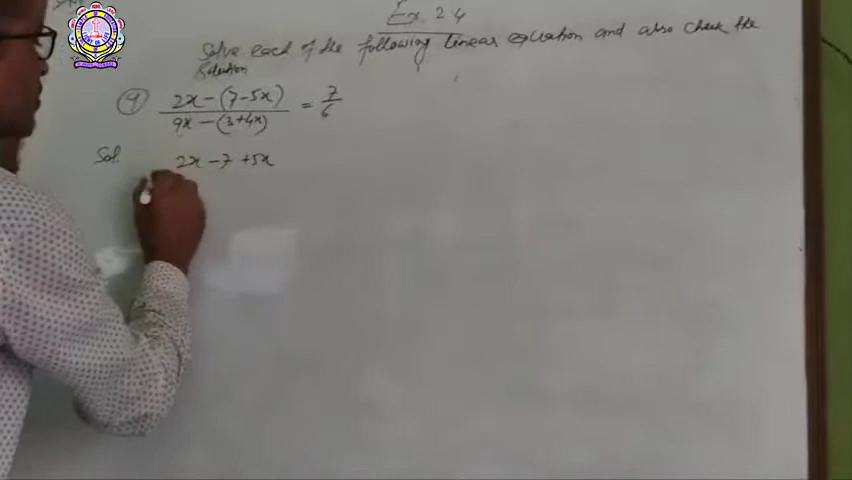 Ex. 2.4
Solve each of the following linear equation and also check the
Solution
9 2x-(7-5x) / 9x-(3+4x) = 7/6
Sol. 2x-7+5x